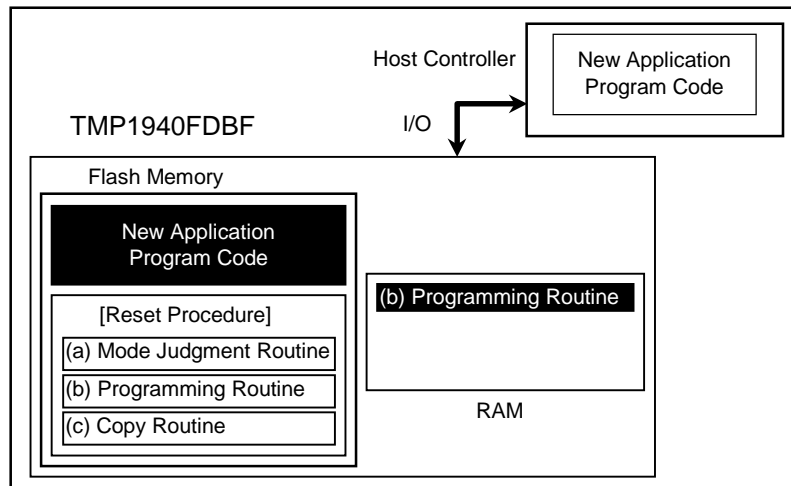 Host Controller
New Application
Program Code
I/O
TMP1940FDBF
Flash Memory
New Application
Program Code
[Reset Procedure]
(a) Mode Judgment Routine
(b) Programming Routine
(c) Copy Routine
(b) Programming Routine
RAM